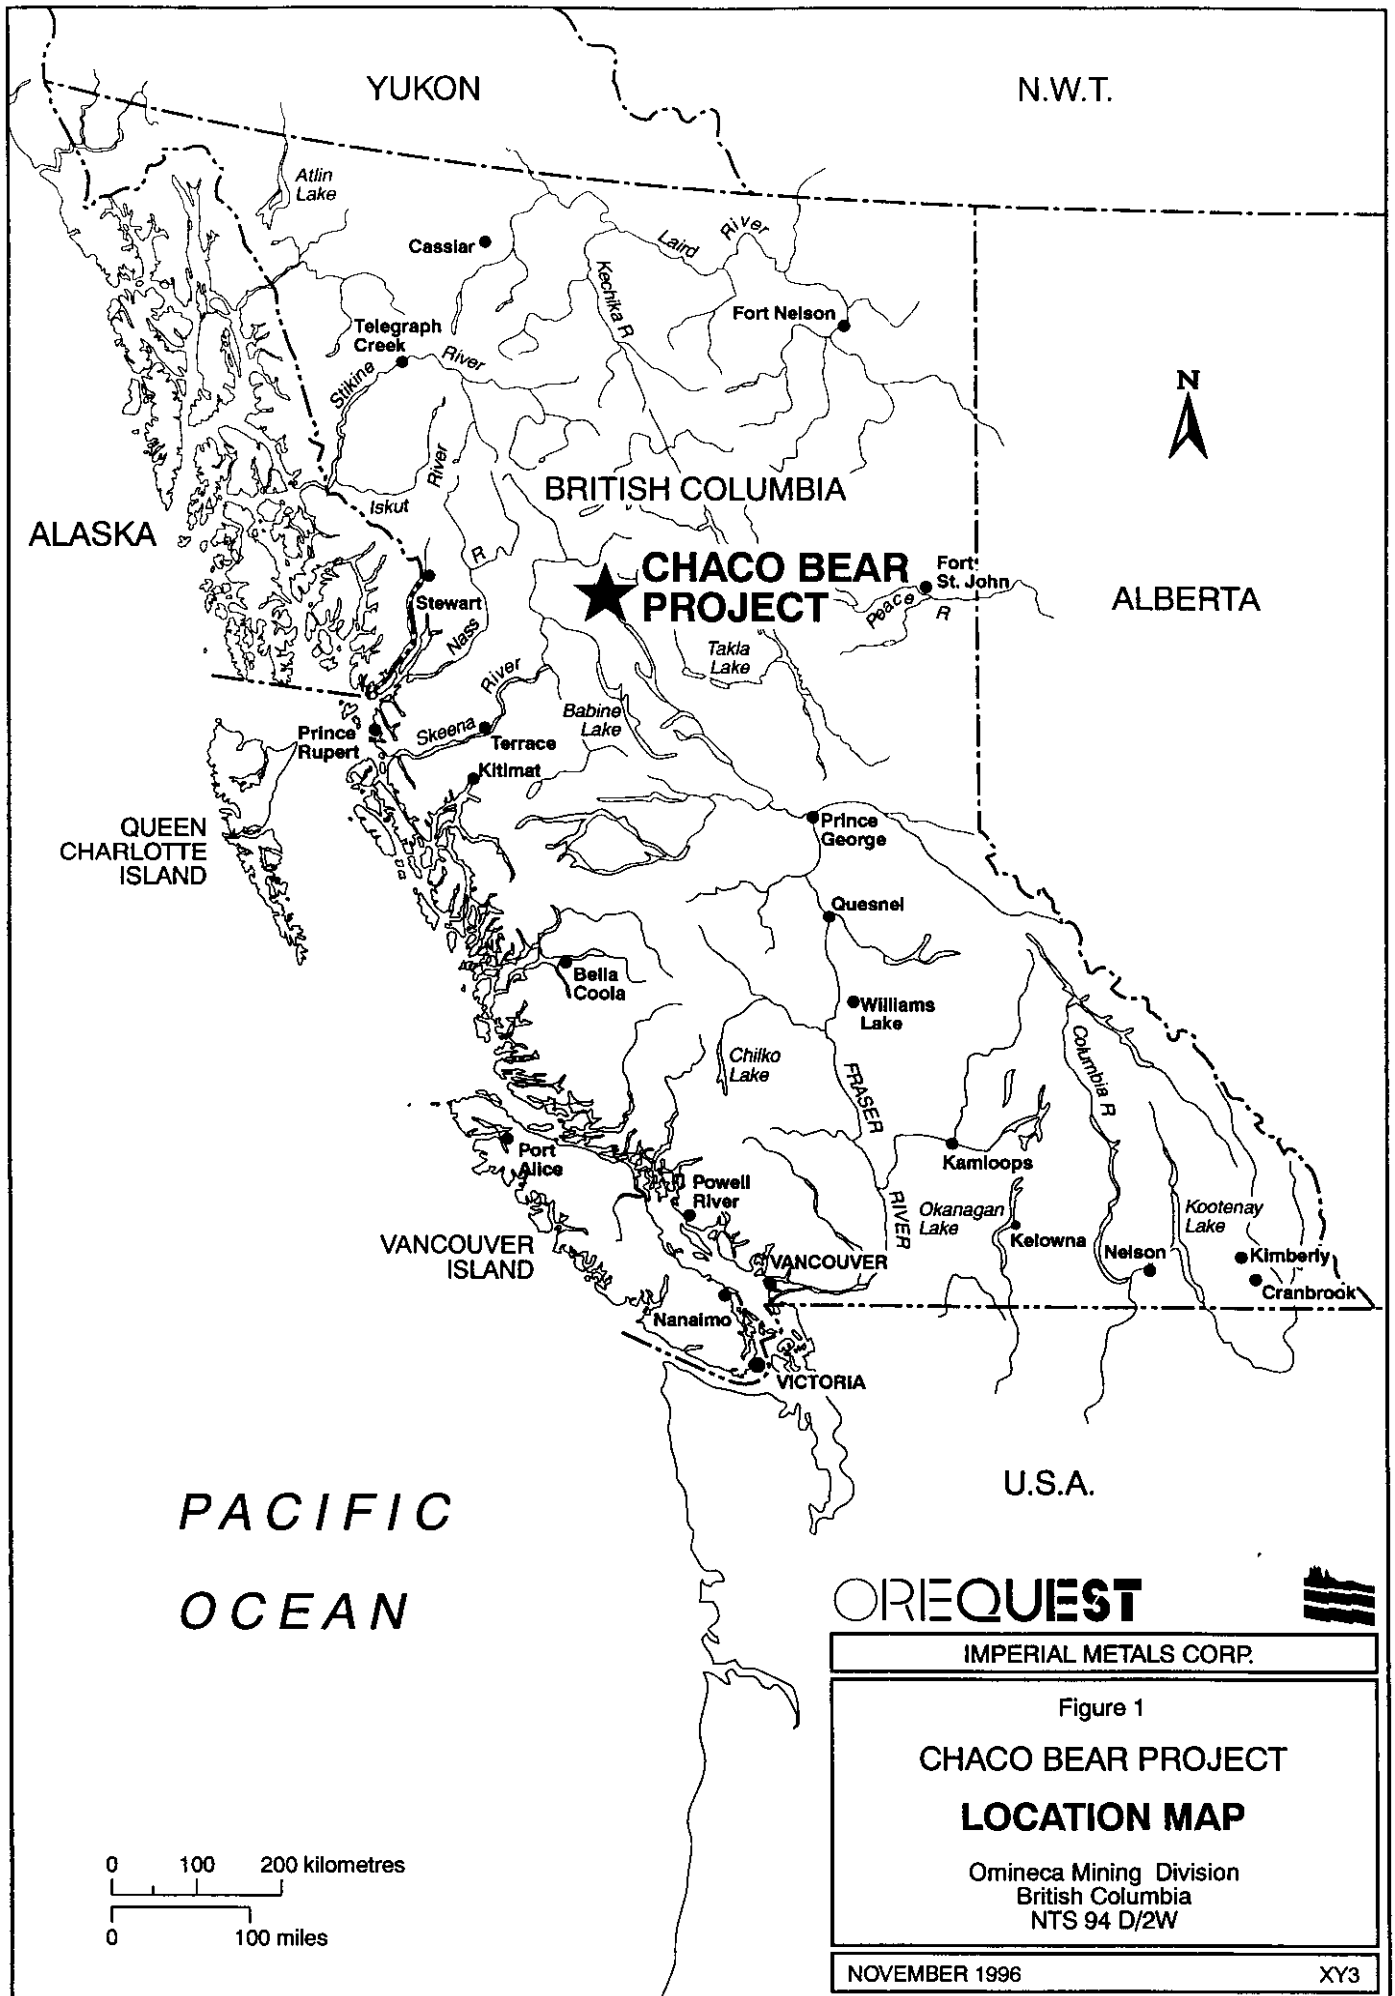 YUKON
N.W.T.
Atlin
Lake
Cassiar
Laird
River
Kechika R
Fort Nelson
Telegraph
Creek
River
Stikine
N
River
Iskut
BRITISH COLUMBIA
ALASKA
R
CHACO BEAR
PROJECT
Fort
St. John
Peace
R
ALBERTA
Stewart
Nass
Takla
Lake
River
Skeena
Babine
Lake
Prince
Rupert
Terrace
Kitimat
QUEEN
CHARLOTTE
ISLAND
Prince
George
Quesnel
Bella
Coola
Williams
Lake
Chilko
Lake
FRASER
Columbia R
Port
Alice
Kamloops
Powell
River
RIVER
Okanagan
Lake
Kootenay
Lake
VANCOUVER
ISLAND
Kelowna
Nelson
Kimberly
VANCOUVER
Cranbrook
Nanaimo
VICTORIA
U.S.A.
PACIFIC
OCEAN
OREQUEST
IMPERIAL METALS CORP.
Figure 1
CHACO BEAR PROJECT
LOCATION MAP
Omineca Mining Division
British Columbia
NTS 94 D/2W
0 100 200 kilometres
0 100 miles
NOVEMBER 1996 XY3